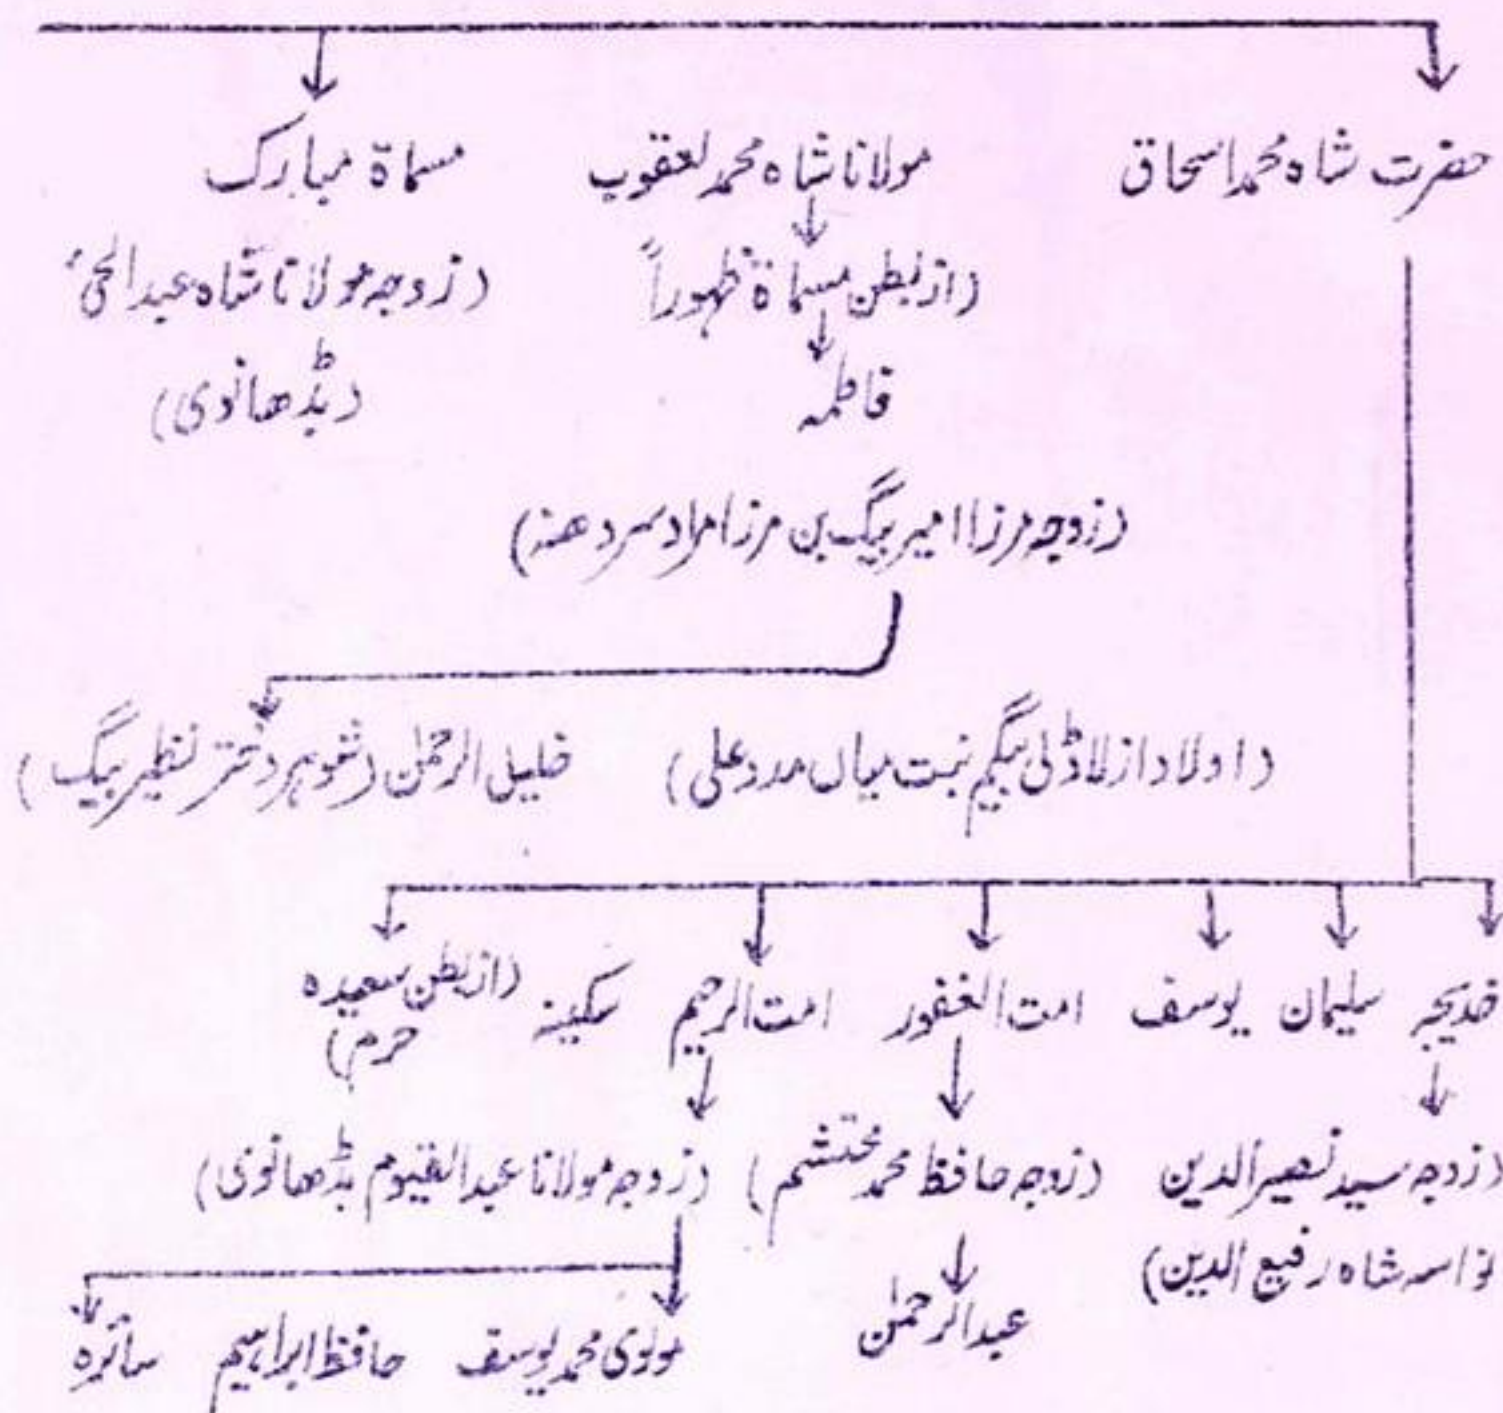 حضرت شاہ محمد اسحاق مولانا شاہ محمد یعقوب مسماۃ مبارک
(از بطن مسماۃ ظہوراً) (زوجہ مولانا شاہ عبدالحئی
فاطمہ (بڈھانوی)
(زوجہ مرزا امیر بیگ بن مرزا مراد سردھنہ)
(اولاد از لاڈلی بیگم بنت میاں مدد علی) خلیل الرحمٰن (شوہر دختر نظیر بیگ)
خدیجہ سلیمان یوسف امت الغفور امت الرحیم سکینہ (از بطن سعیدہ
حرم)
(زوجہ سید نصیر الدین (زوجہ حافظ محمد محتشم) (زوجہ مولانا عبدالقیوم بڈھانوی)
نواسہ شاہ رفیع الدین)
عبدالرحمٰن مولوی محمد یوسف حافظ ابراہیم سائرہ